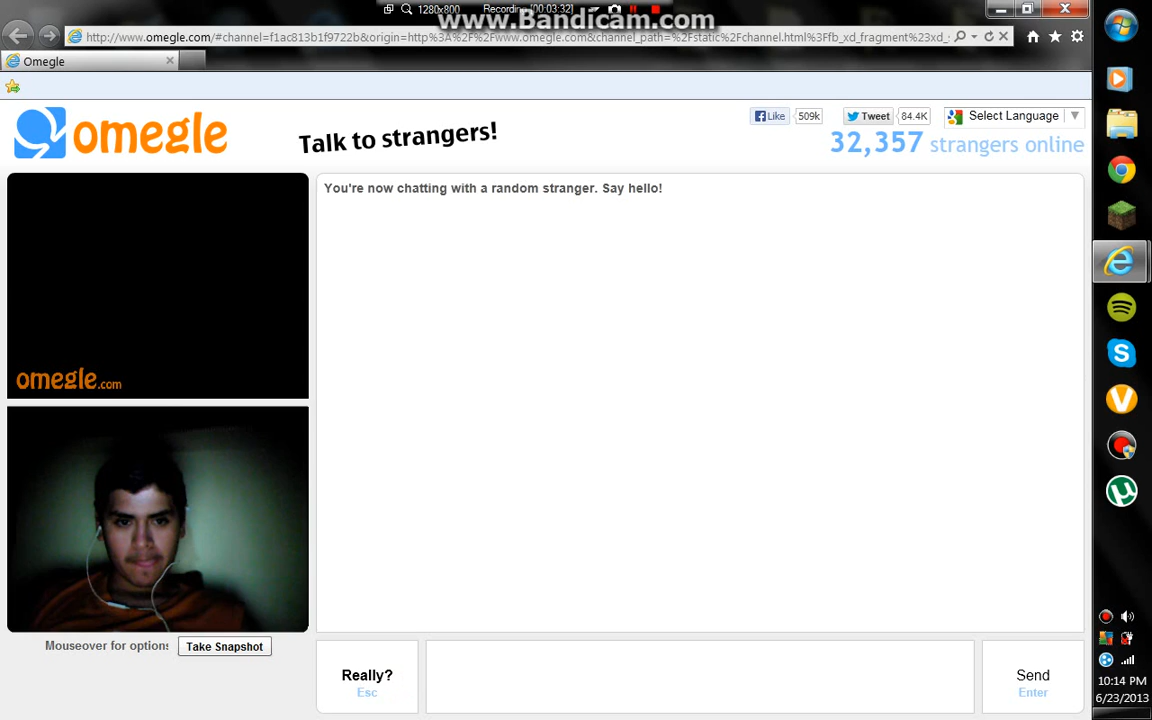 1280x800 Recording [00:03:32]
www.Bandicam.com
http://www.omegle.com/#channel=f1ac813b1f9722b&origin=http%3A%2F%2Fwww.omegle.com&channel_path=%2Fstatic%2Fchannel.html%3Ffb_xd_fragment%23xd_
Omegle
omegle
Talk to strangers!
Like 509k
Tweet 84.4K
Select Language
32,357 strangers online
You're now chatting with a random stranger. Say hello!
omegle.com
Mouseover for options
Take Snapshot
Really?
Esc
Send
Enter
10:14 PM
6/23/2013